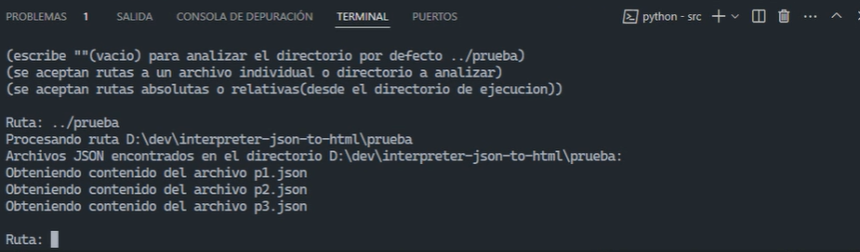 PROBLEMAS 1 SALIDA CONSOLA DE DEPURACIÓN TERMINAL PUERTOS python - src
(escribe ""(vacio) para analizar el directorio por defecto ../prueba)
(se aceptan rutas a un archivo individual o directorio a analizar)
(se aceptan rutas absolutas o relativas(desde el directorio de ejecucion))
Ruta: ../prueba
Procesando ruta D:\dev\interpreter-json-to-html\prueba
Archivos JSON encontrados en el directorio D:\dev\interpreter-json-to-html\prueba:
Obteniendo contenido del archivo p1.json
Obteniendo contenido del archivo p2.json
Obteniendo contenido del archivo p3.json
Ruta: